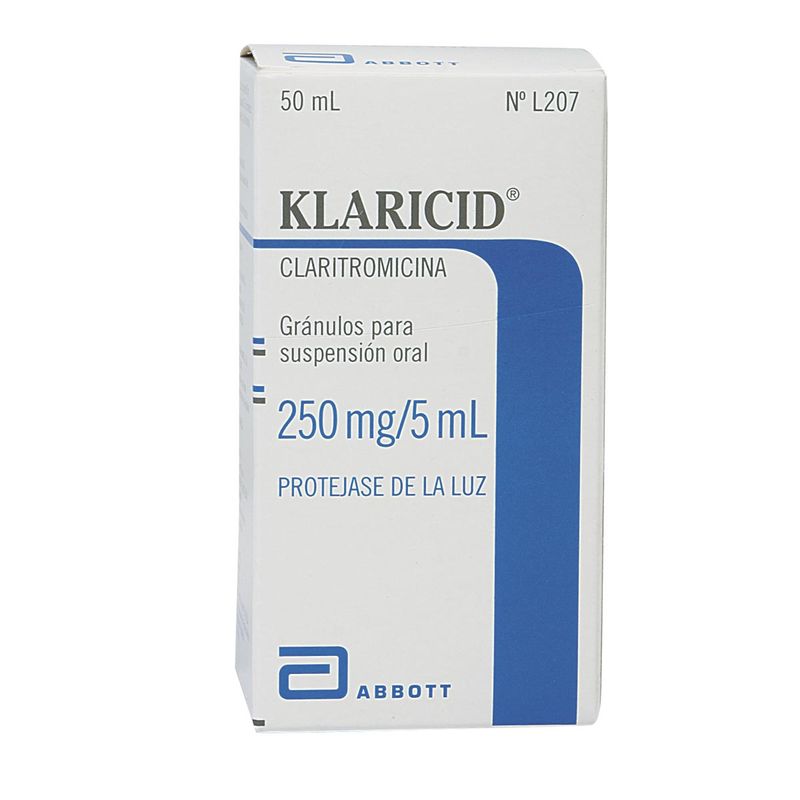 ABBOTT
50 mL Nº L207
KLARICID®
CLARITROMICINA
Gránulos para
suspensión oral
250 mg/5 mL
PROTEJASE DE LA LUZ
ABBOTT